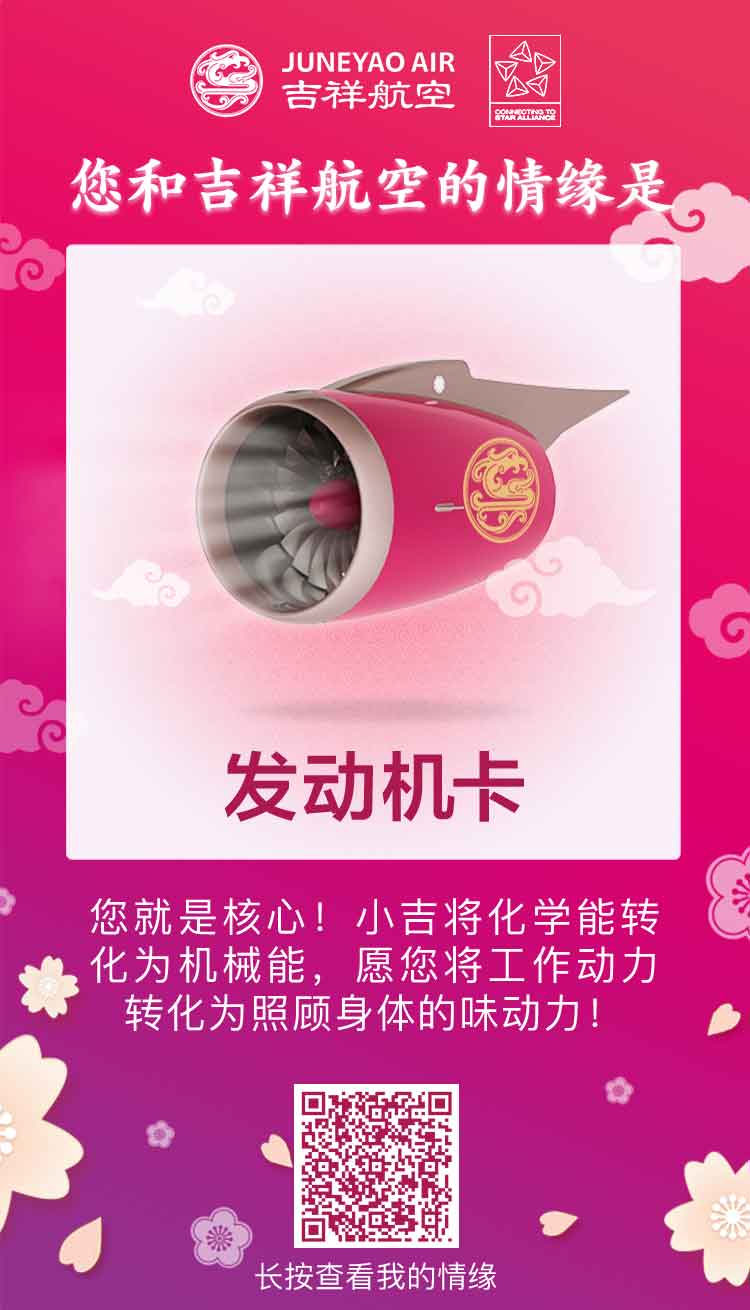 JUNEYAO AIR
吉祥航空
CONNECTING TO
STAR ALLIANCE
您和吉祥航空的情缘是
发动机卡
您就是核心！小吉将化学能转
化为机械能，愿您将工作动力
转化为照顾身体的味动力！
长按查看我的情缘